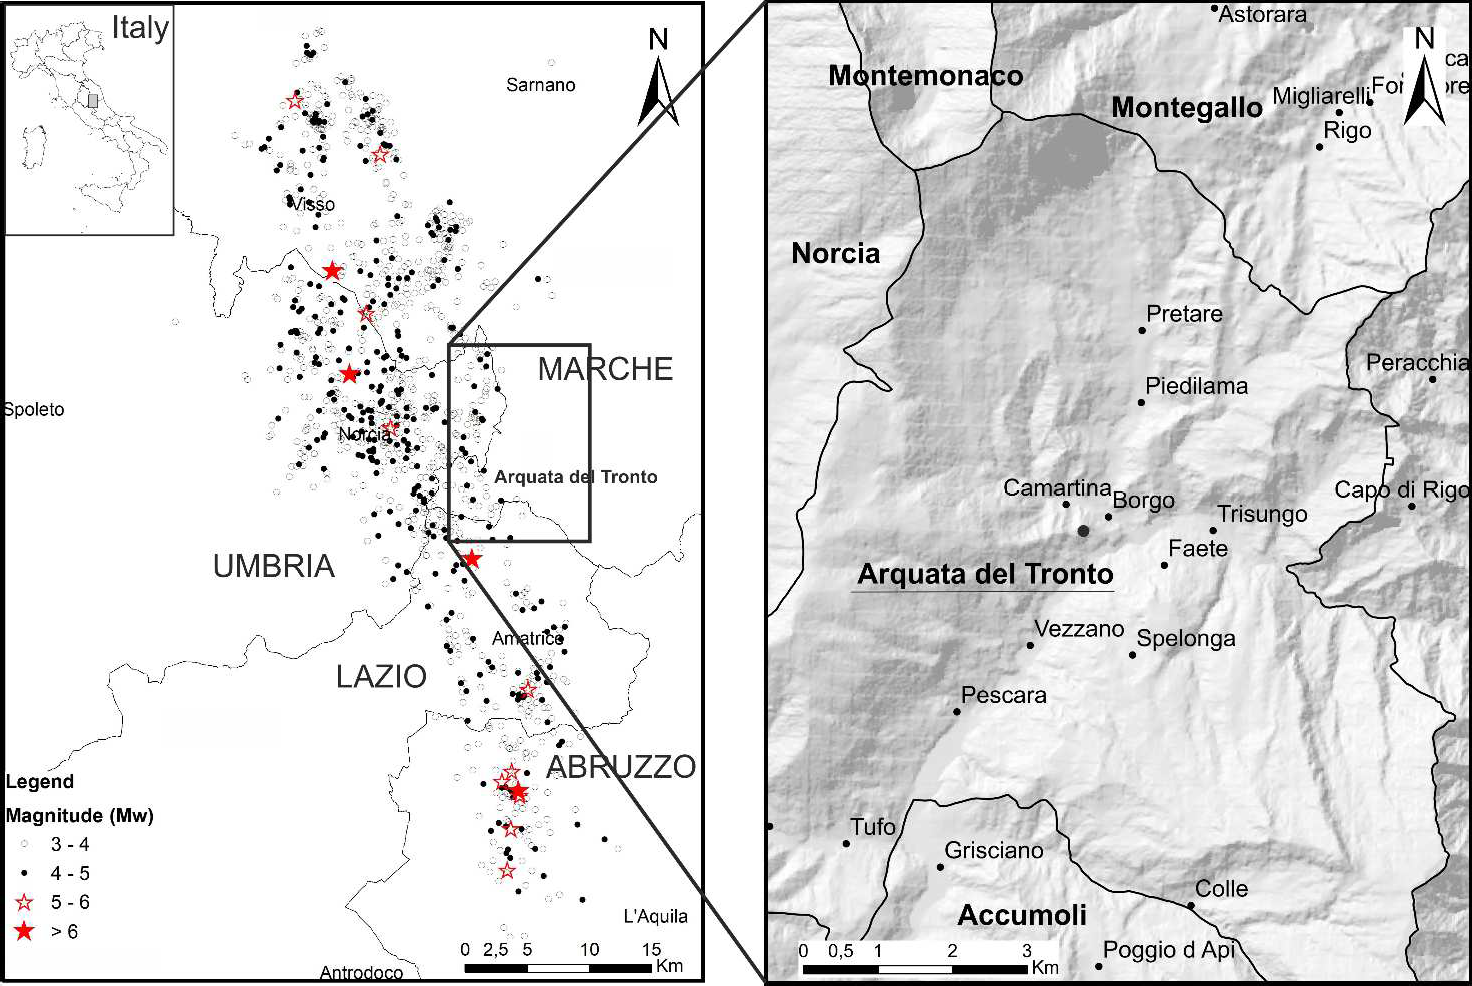 Italy
N
Sarnano
Visso
MARCHE
Spoleto
Norcia
Arquata del Tronto
UMBRIA
Amatrice
LAZIO
ABRUZZO
Legend
Magnitude (Mw)
3 - 4
4 - 5
5 - 6
> 6
L'Aquila
0 2,5 5 10 15
Km
Antrodoco
Astorara
N
Montemonaco
ca
Montegallo
Migliarelli
Rigo
Norcia
Pretare
Peracchia
Piedilama
Capo di Rigo
Camartina
Borgo
Trisungo
Faete
Arquata del Tronto
Vezzano
Spelonga
Pescara
Tufo
Grisciano
Colle
Accumoli
Poggio d Api
0 0,5 1 2 3
Km